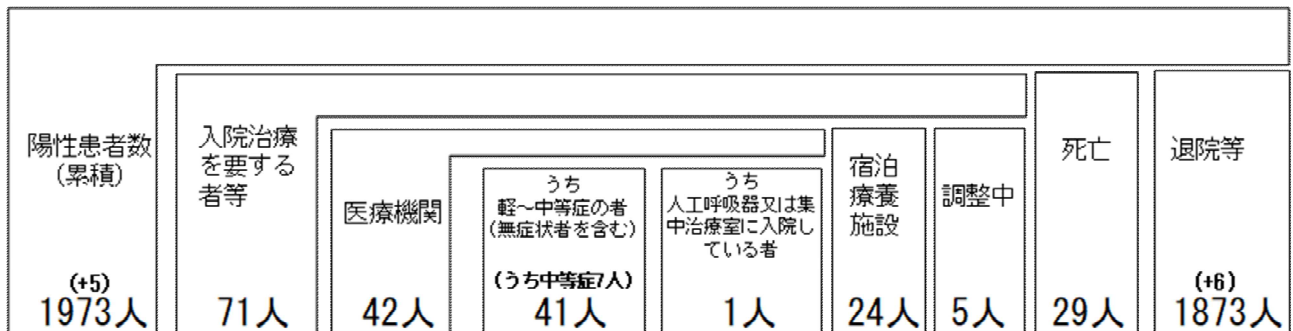 陽性患者数
(累積)
(+5)
1973人
入院治療
を要する
者等
71人
医療機関
42人
うち
軽～中等症の者
(無症状者を含む)
(うち中等症7人)
41人
うち
人工呼吸器又は集
中治療室に入院し
ている者
1人
宿泊
療養
施設
24人
調整中
5人
死亡
29人
退院等
(+6)
1873人